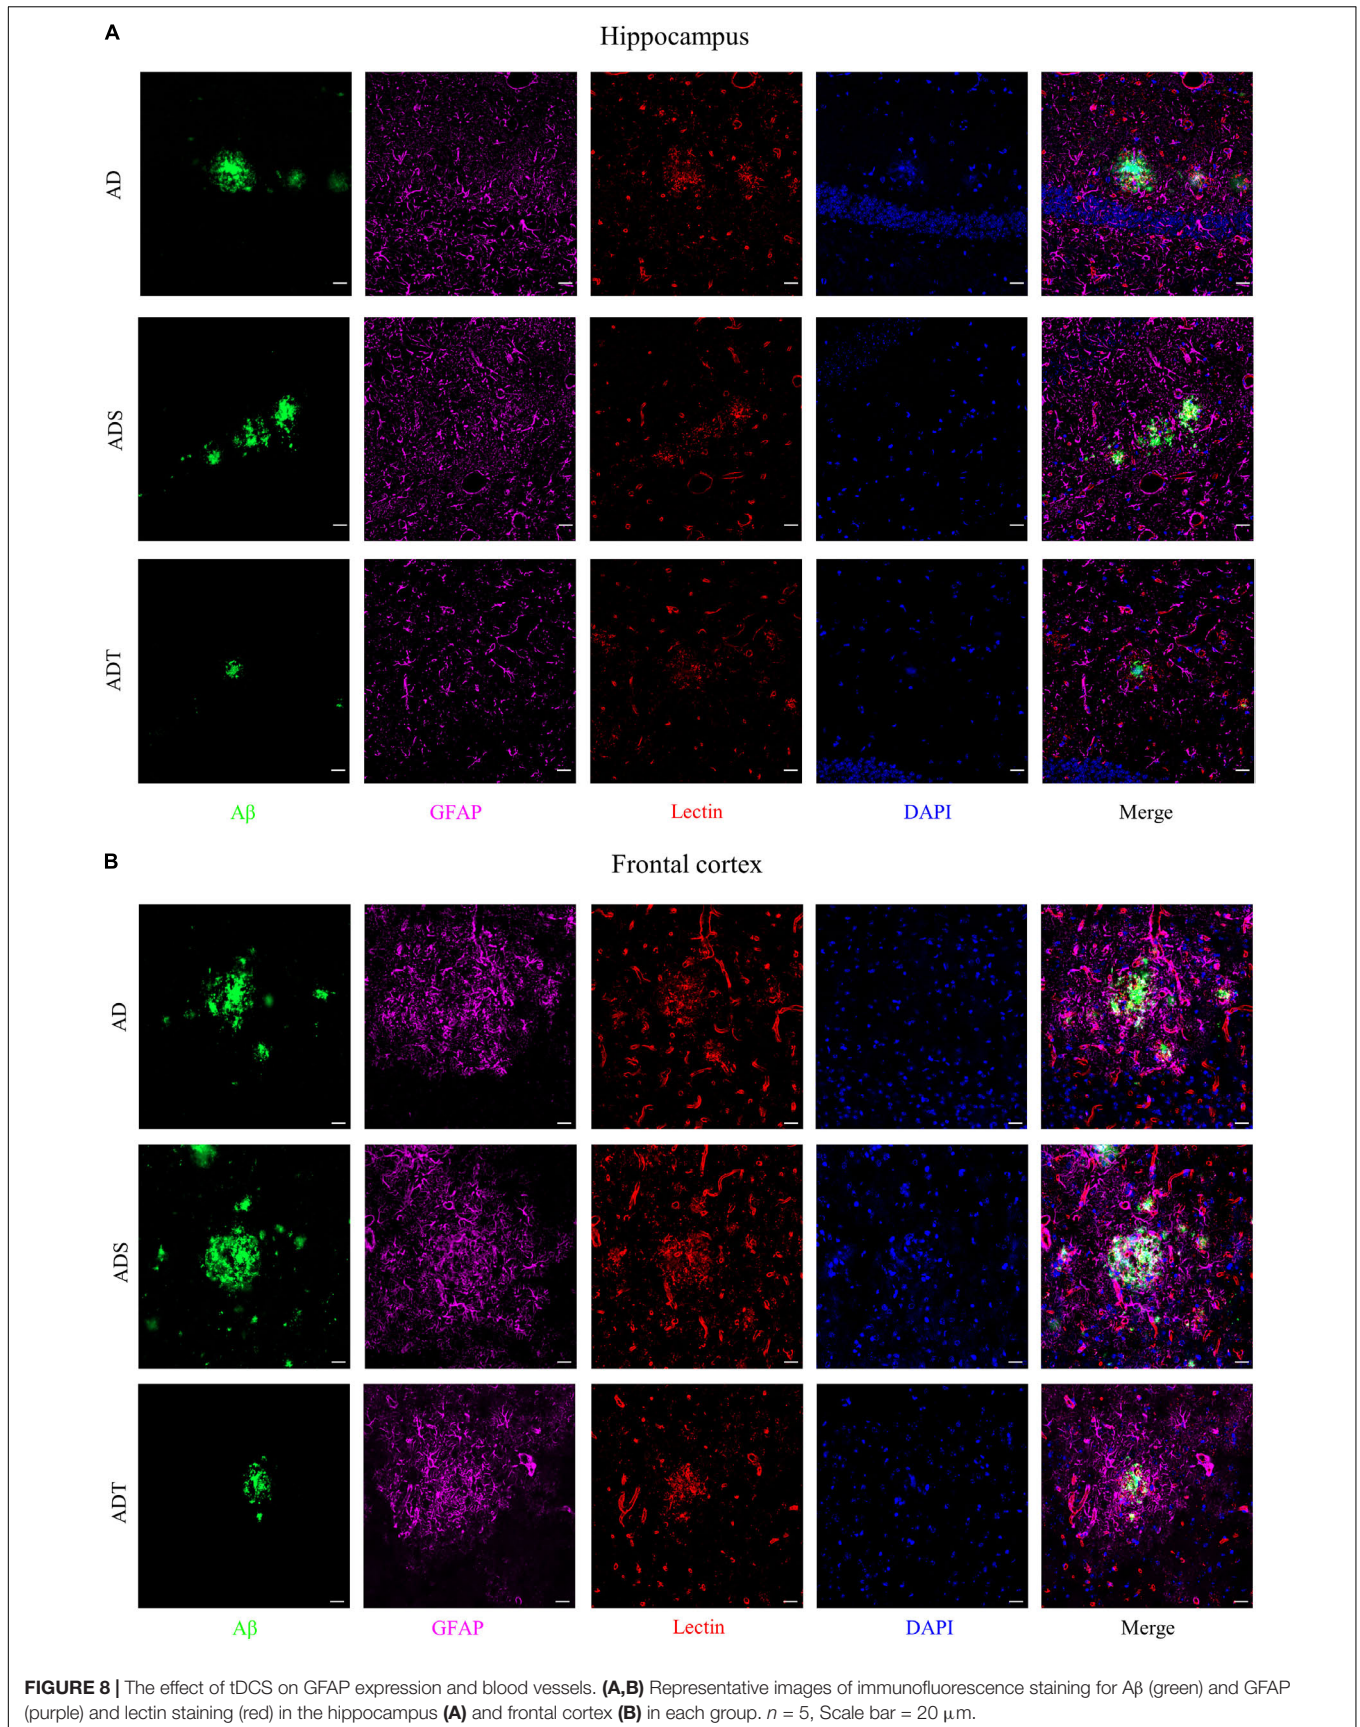 A
Hippocampus
AD
ADS
ADT
Aβ GFAP Lectin DAPI Merge
B
Frontal cortex
AD
ADS
ADT
Aβ GFAP Lectin DAPI Merge
FIGURE 8 | The effect of tDCS on GFAP expression and blood vessels. (A,B) Representative images of immunofluorescence staining for Aβ (green) and GFAP
(purple) and lectin staining (red) in the hippocampus (A) and frontal cortex (B) in each group. n = 5, Scale bar = 20 μm.